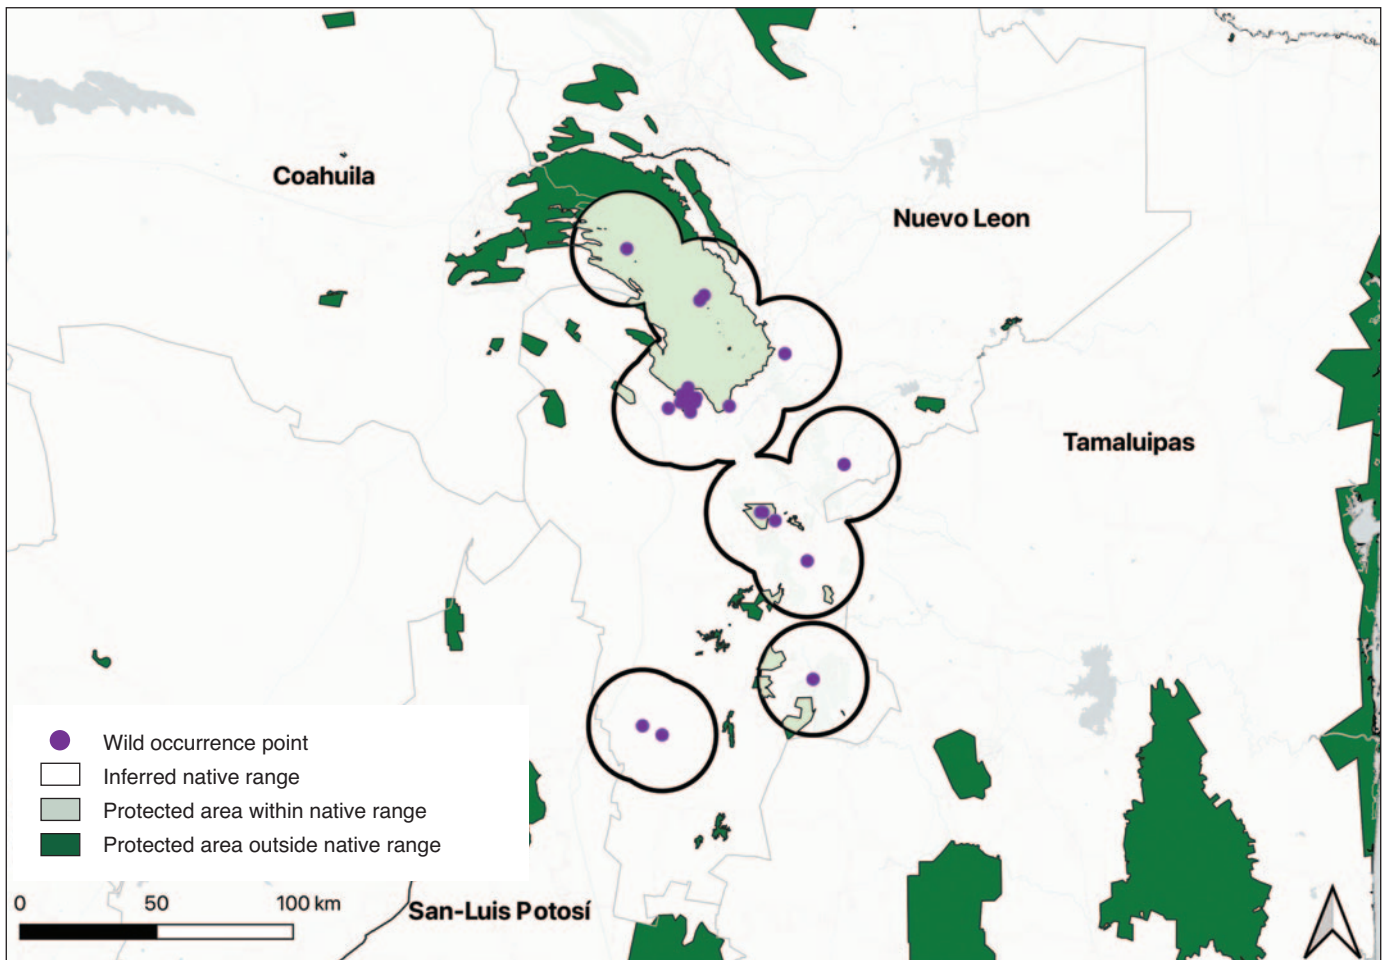 Coahuila
Nuevo Leon
Tamaluipas
Wild occurrence point
Inferred native range
Protected area within native range
Protected area outside native range
0 50 100 km
San-Luis Potosí